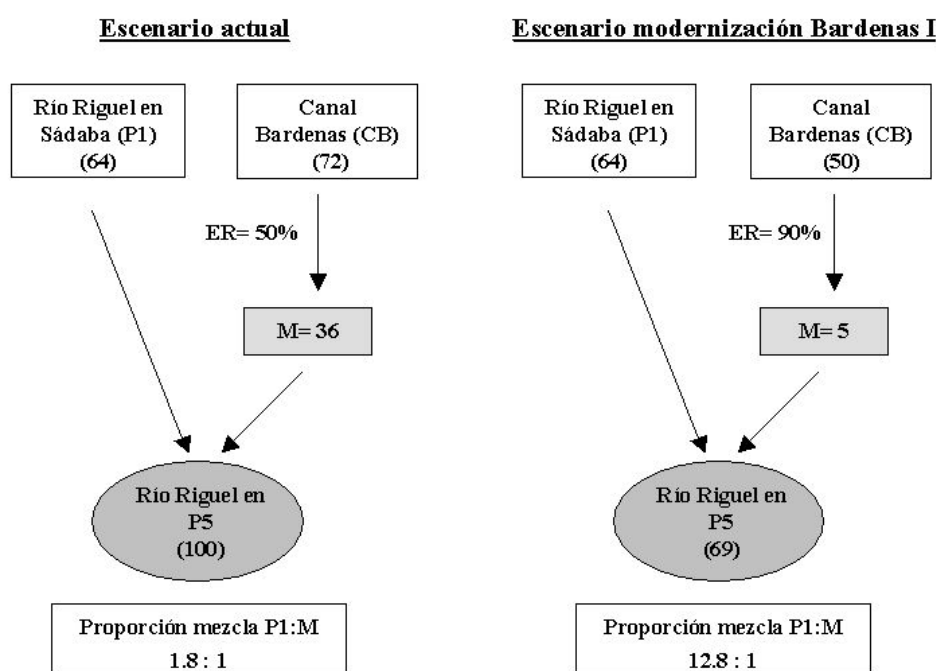 Escenario actual
Río Riguel en
Sádaba (P1)
(64)
Canal
Bardenas (CB)
(72)
ER= 50%
M= 36
Río Riguel en
P5
(100)
Proporción mezcla P1:M
1.8 : 1
Escenario modernización Bardenas I
Río Riguel en
Sádaba (P1)
(64)
Canal
Bardenas (CB)
(50)
ER= 90%
M= 5
Río Riguel en
P5
(69)
Proporción mezcla P1:M
12.8 : 1